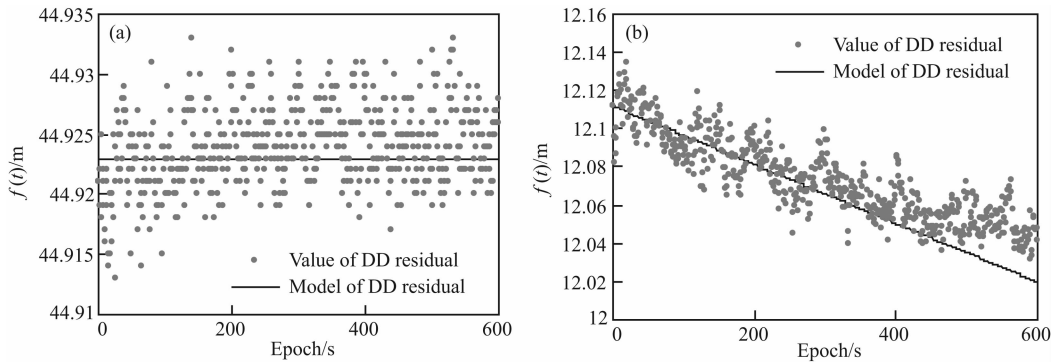 (a)
44.935
44.93
44.925
44.92
44.915
44.91
f (t)/m
Value of DD residual
Model of DD residual
0
200
400
600
Epoch/s
(b)
12.16
12.14
12.12
12.1
12.08
12.06
12.04
12.02
12
f (t)/m
Value of DD residual
Model of DD residual
0
200
400
600
Epoch/s